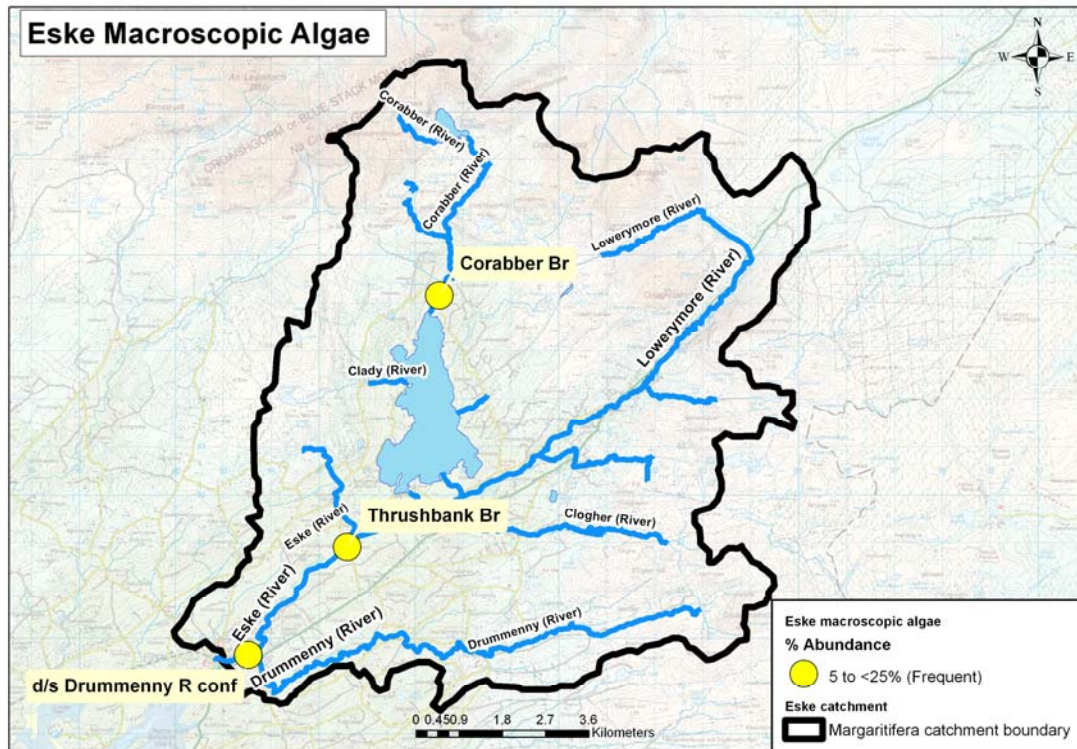 Eske Macroscopic Algae
N
W E
S
Corabber (River)
Corabber (River)
Lowerymore (River)
Corabber Br
Lowerymore (River)
Clady (River)
Thrushbank Br
Clogher (River)
Eske (River)
Eske (River)
Drummenny (River)
Drummenny (River)
d/s Drummenny R conf
0 0.450.9 1.8 2.7 3.6
Kilometers
Eske macroscopic algae
% Abundance
5 to <25% (Frequent)
Eske catchment
Margaritifera catchment boundary